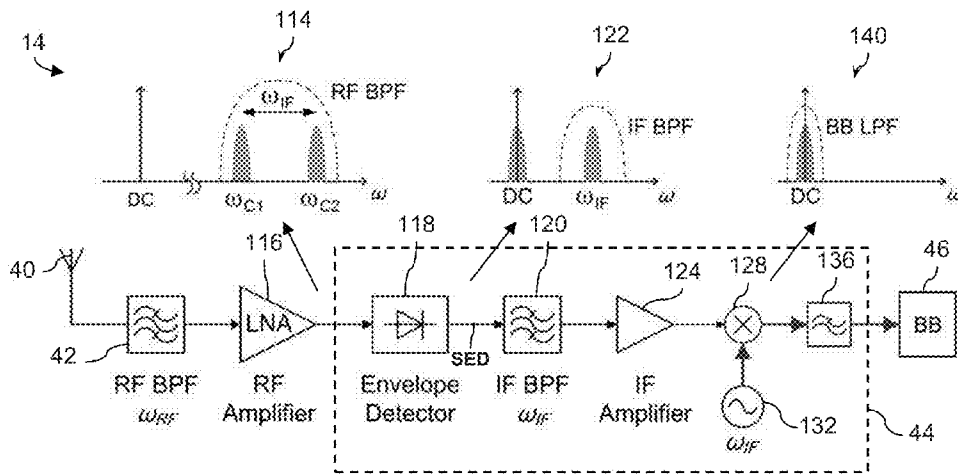 14
114
122
140
RF BPF
ωIF
IF BPF
BB LPF
DC
ωC1
ωC2
ω
DC
ωIF
ω
DC
ω
40
116
118
120
124
128
136
46
LNA
SED
BB
42
RF BPF
ωRF
RF
Amplifier
Envelope
Detector
IF BPF
ωIF
IF
Amplifier
ωIF
132
44